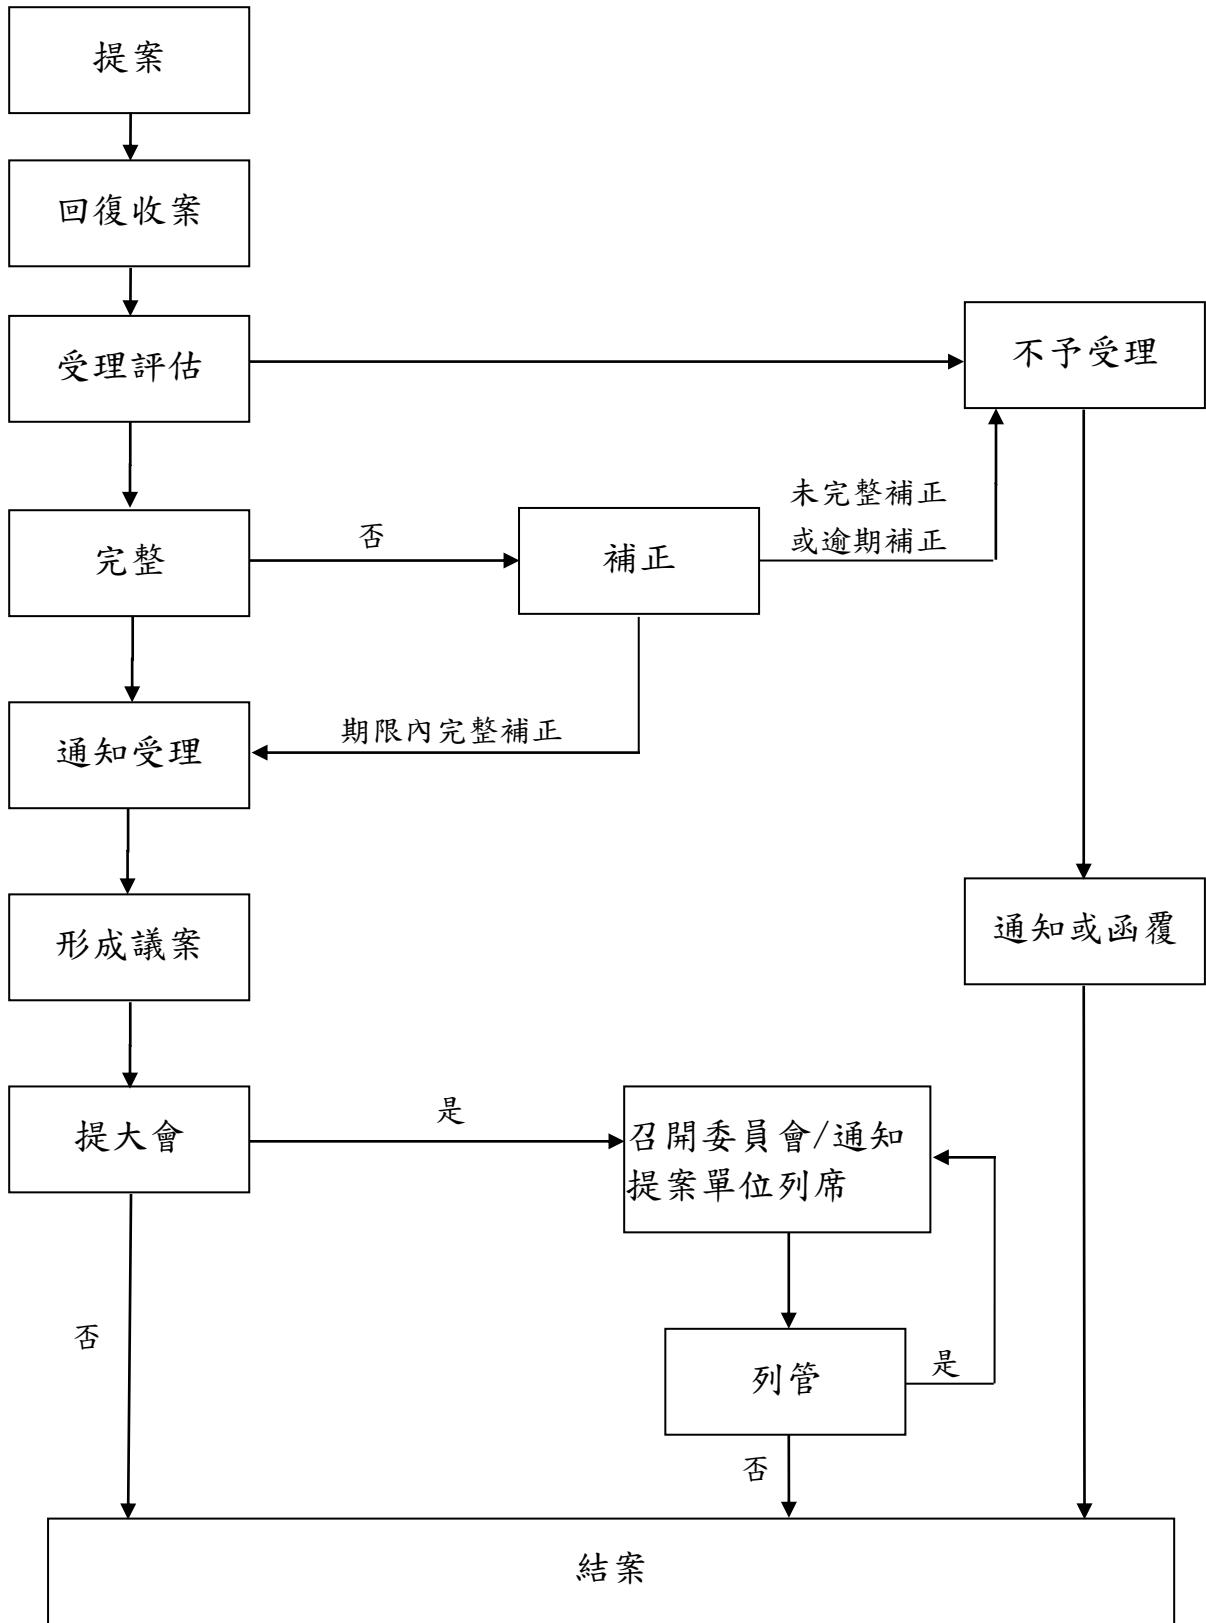 提案
回復收案
受理評估
不予受理
未完整補正
或逾期補正
否
完整
補正
期限內完整補正
通知受理
形成議案
通知或函覆
是
提大會
召開委員會/通知
提案單位列席
否
列管
是
否
結案